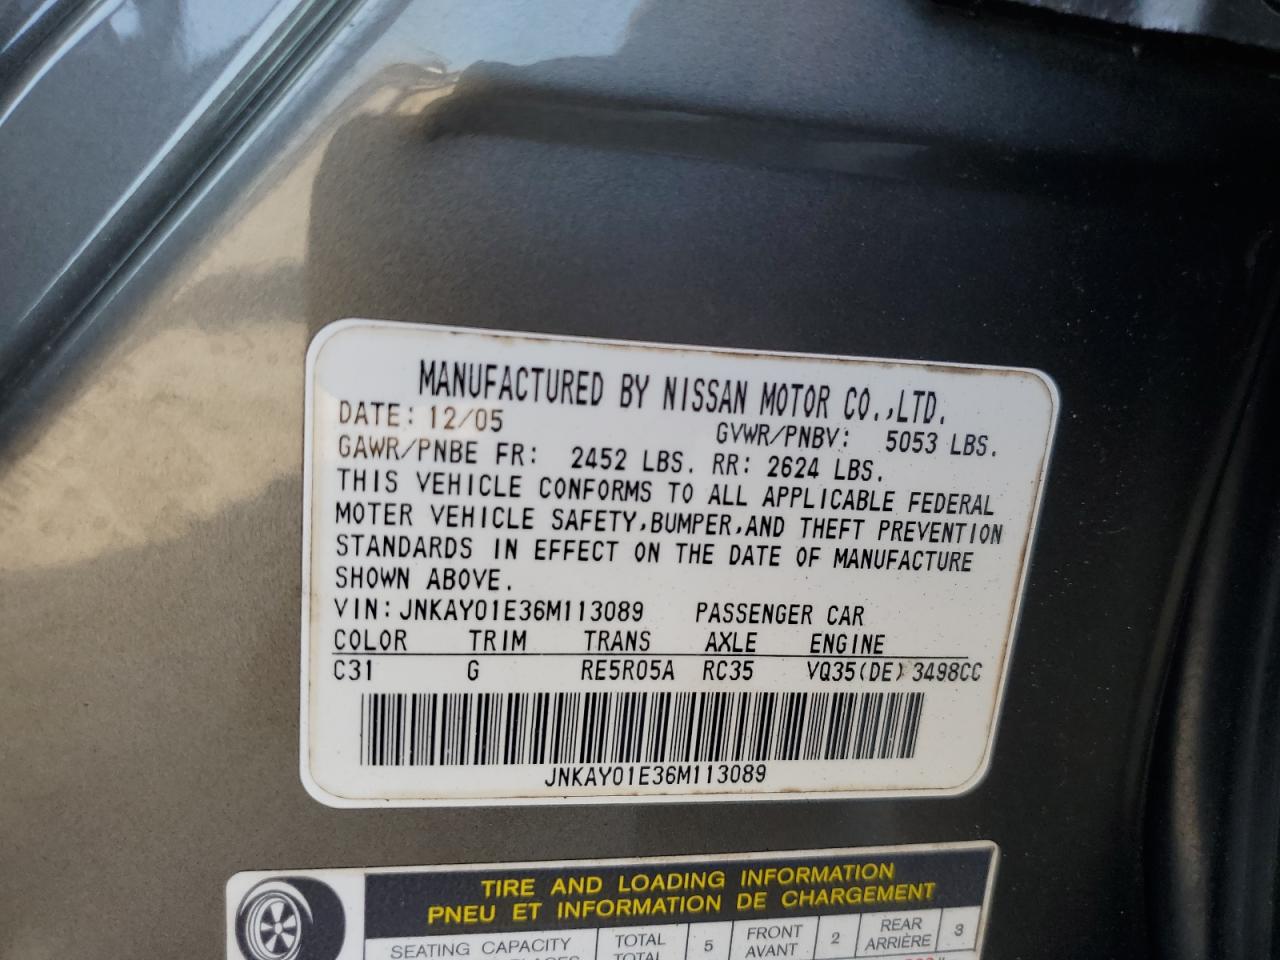 MANUFACTURED BY NISSAN MOTOR CO.,LTD.
DATE: 12/05 GVWR/PNBV: 5053 LBS.
GAWR/PNBE FR: 2452 LBS. RR: 2624 LBS.
THIS VEHICLE CONFORMS TO ALL APPLICABLE FEDERAL
MOTER VEHICLE SAFETY,BUMPER,AND THEFT PREVENTION
STANDARDS IN EFFECT ON THE DATE OF MANUFACTURE
SHOWN ABOVE.
VIN: JNKAY01E36M113089 PASSENGER CAR
COLOR TRIM TRANS AXLE ENGINE
C31 G RE5R05A RC35 VQ35(DE) 3498CC
JNKAY01E36M113089
TIRE AND LOADING INFORMATION
PNEU ET INFORMATION DE CHARGEMENT
SEATING CAPACITY TOTAL 5 FRONT 2 REAR 3
TOTAL AVANT ARRIÈRE